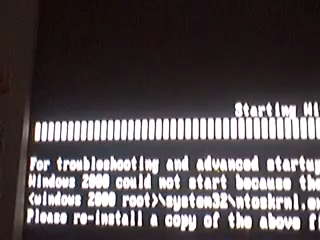 Starting Wi
For troubleshooting and advanced startup
Windows 2000 could not start because the
<windows 2000 root>\system32\ntoskrnl.ex
Please re-install a copy of the above fi